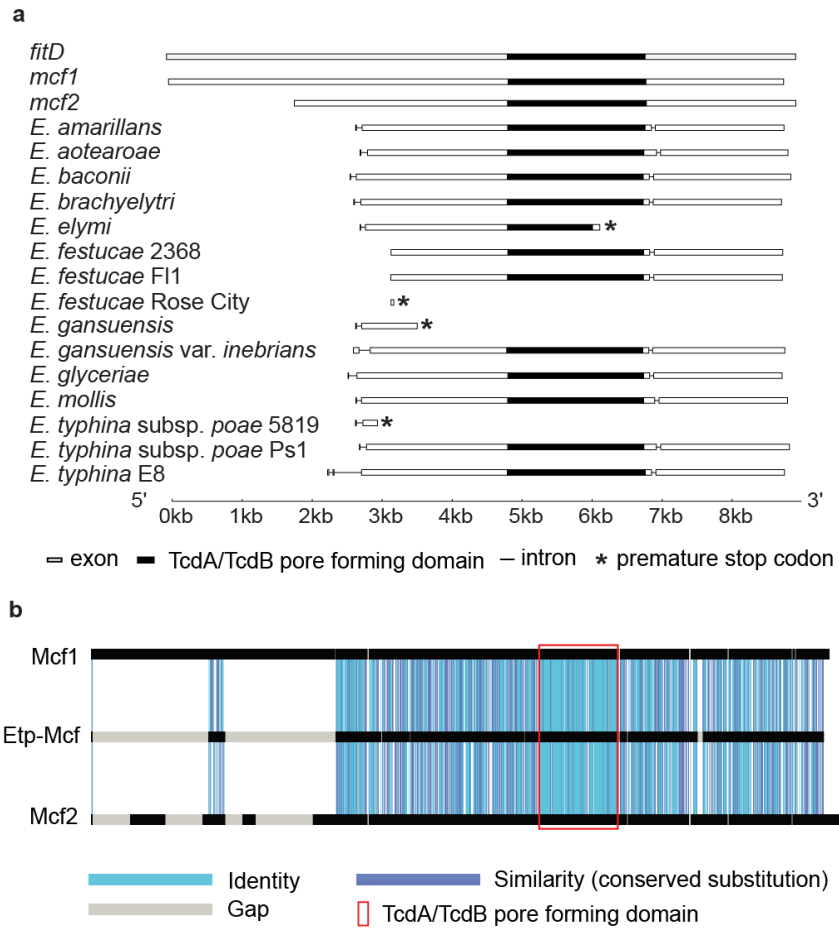 a
fitD
mcf1
mcf2
E. amarillans
E. aotearoae
E. baconii
E. brachyelytri
E. elymi *
E. festucae 2368
E. festucae Fl1
E. festucae Rose City *
E. gansuensis *
E. gansuensis var. inebrians
E. glyceriae
E. mollis
E. typhina subsp. poae 5819 *
E. typhina subsp. poae Ps1
E. typhina E8
5' 3'
0kb 1kb 2kb 3kb 4kb 5kb 6kb 7kb 8kb
exon TcdA/TcdB pore forming domain intron * premature stop codon
b
Mcf1
Etp-Mcf
Mcf2
Identity Similarity (conserved substitution)
Gap TcdA/TcdB pore forming domain